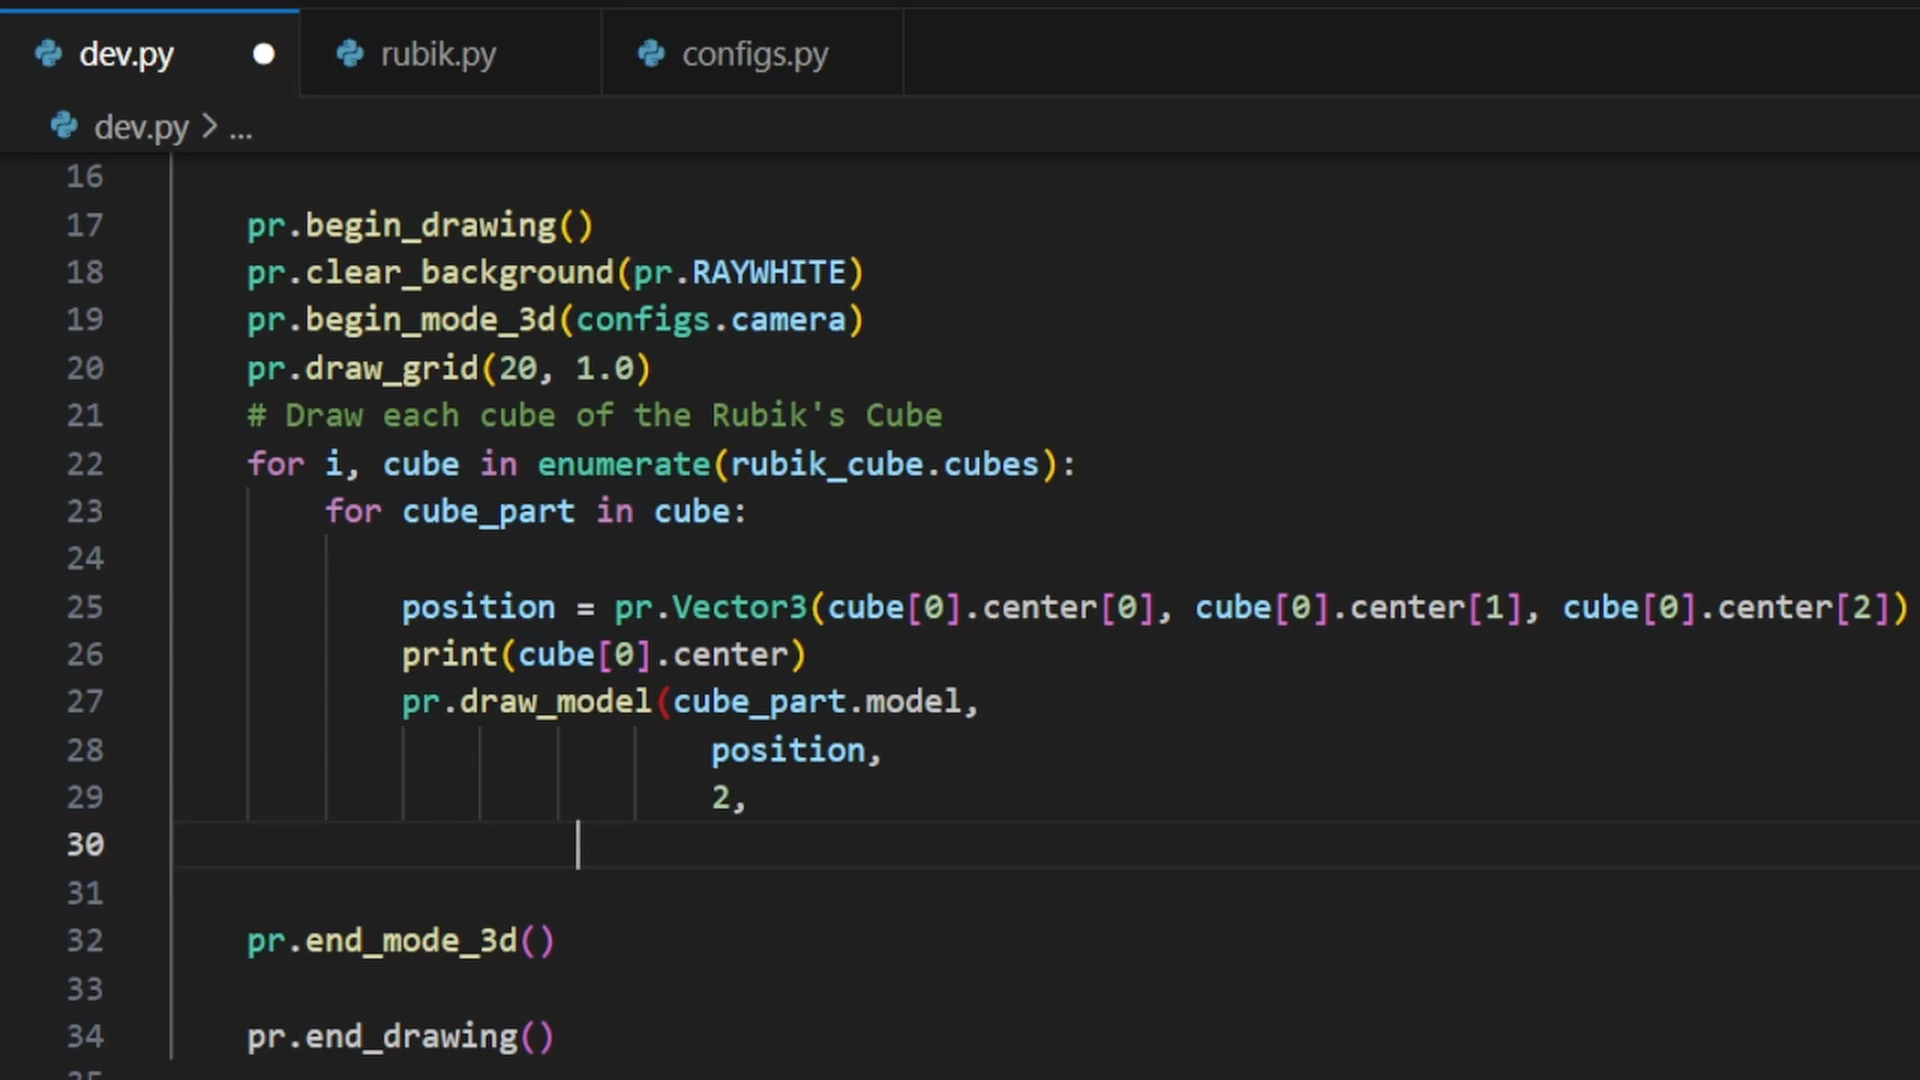 dev.py rubik.py configs.py
dev.py > ...
16
17 pr.begin_drawing()
18 pr.clear_background(pr.RAYWHITE)
19 pr.begin_mode_3d(configs.camera)
20 pr.draw_grid(20, 1.0)
21 # Draw each cube of the Rubik's Cube
22 for i, cube in enumerate(rubik_cube.cubes):
23 for cube_part in cube:
24
25 position = pr.Vector3(cube[0].center[0], cube[0].center[1], cube[0].center[2])
26 print(cube[0].center)
27 pr.draw_model(cube_part.model,
28 position,
29 2,
30
31
32 pr.end_mode_3d()
33
34 pr.end_drawing()
35